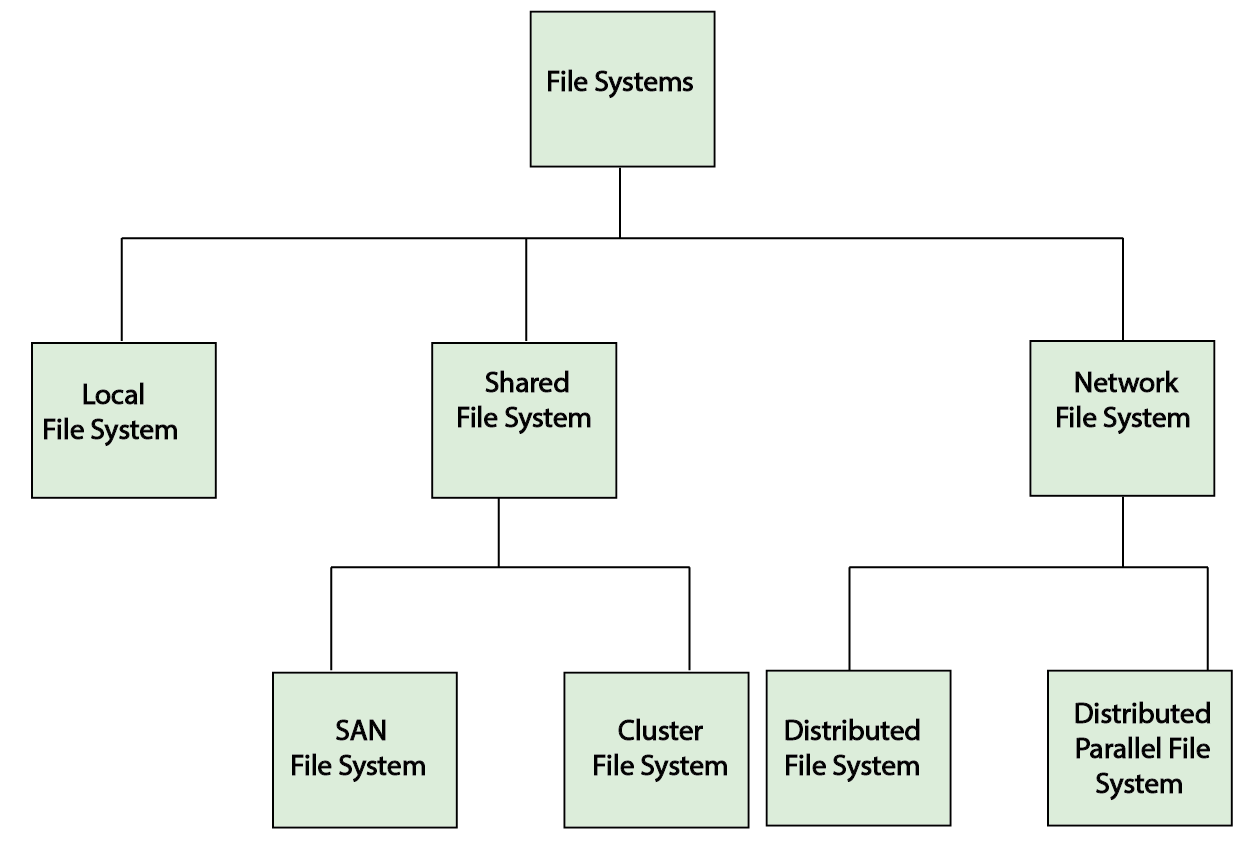 File Systems
Local
File System
Shared
File System
Network
File System
SAN
File System
Cluster
File System
Distributed
File System
Distributed
Parallel File
System